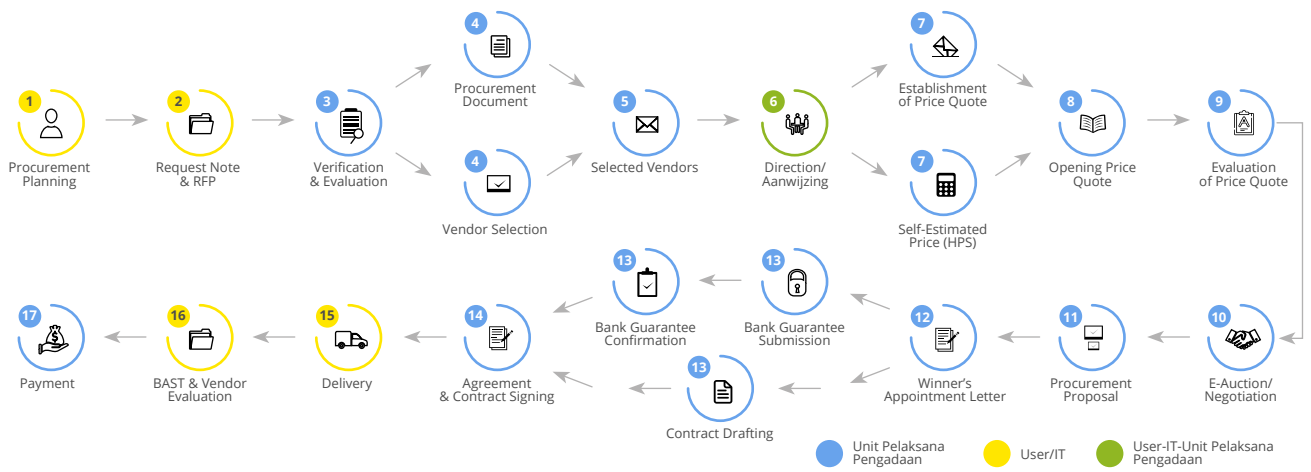 1
Procurement
Planning
2
Request Note
& RFP
3
Verification
& Evaluation
4
Procurement
Document
4
Vendor Selection
5
Selected Vendors
6
Direction/
Aanwijzing
7
Establishment
of Price Quote
7
Self-Estimated
Price (HPS)
8
Opening Price
Quote
9
Evaluation
of Price Quote
10
E-Auction/
Negotiation
11
Procurement
Proposal
12
Winner's
Appointment Letter
13
Bank Guarantee
Submission
13
Bank Guarantee
Confirmation
13
Contract Drafting
14
Agreement
& Contract Signing
15
Delivery
16
BAST & Vendor
Evaluation
17
Payment
Unit Pelaksana
Pengadaan
User/IT
User-IT-Unit Pelaksana
Pengadaan